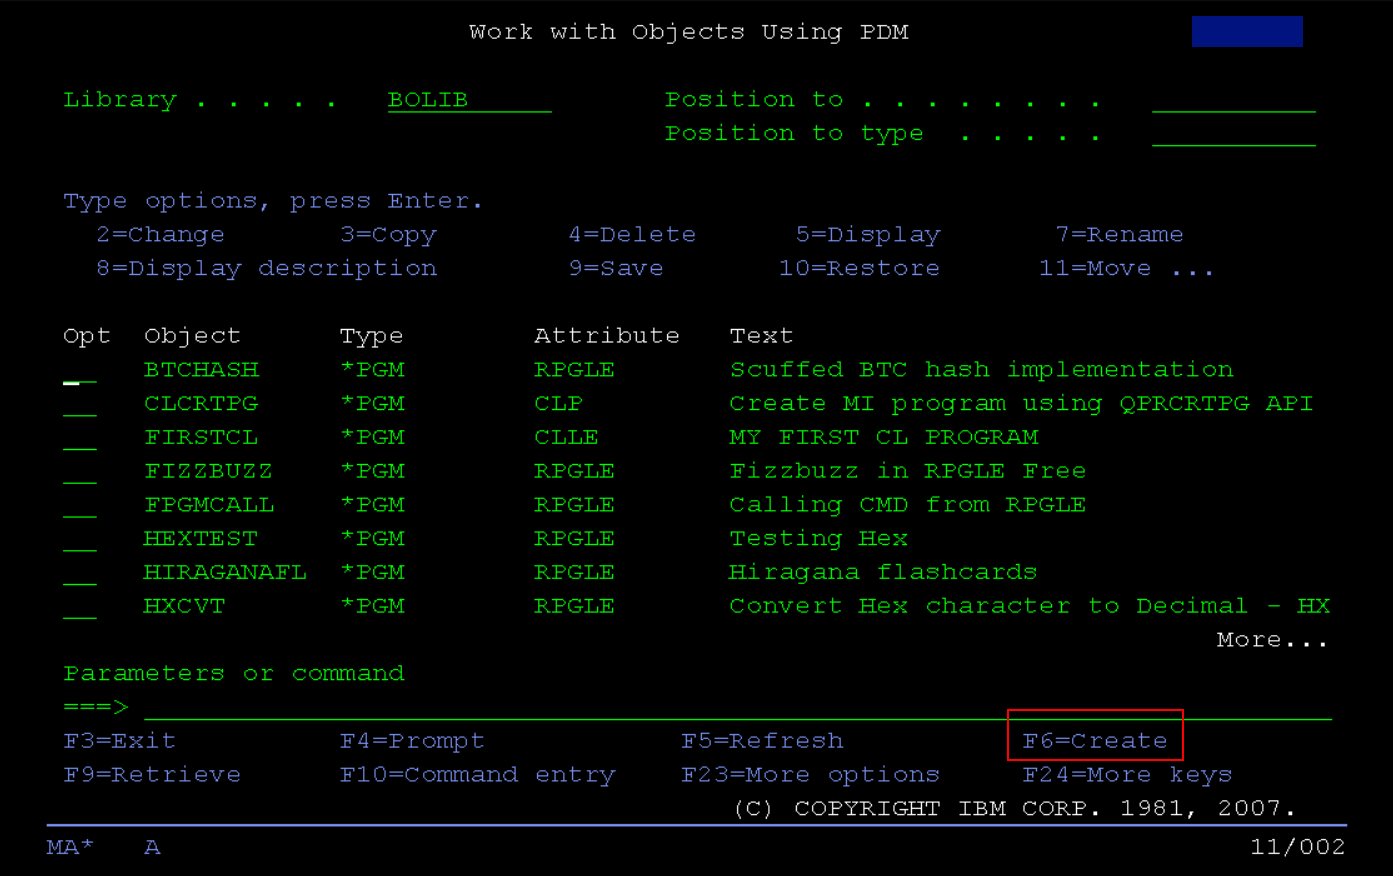 Work with Objects Using PDM
Library . . . . . BOLIB Position to . . . . . . . .
Position to type . . . . .
Type options, press Enter.
2=Change 3=Copy 4=Delete 5=Display 7=Rename
8=Display description 9=Save 10=Restore 11=Move ...
Opt Object Type Attribute Text
BTCHASH *PGM RPGLE Scuffed BTC hash implementation
CLCRTPG *PGM CLP Create MI program using QPRCRTPG API
FIRSTCL *PGM CLLE MY FIRST CL PROGRAM
FIZZBUZZ *PGM RPGLE Fizzbuzz in RPGLE Free
FPGMCALL *PGM RPGLE Calling CMD from RPGLE
HEXTEST *PGM RPGLE Testing Hex
HIRAGANAFL *PGM RPGLE Hiragana flashcards
HXCVT *PGM RPGLE Convert Hex character to Decimal - HX
More...
Parameters or command
===>
F3=Exit F4=Prompt F5=Refresh F6=Create
F9=Retrieve F10=Command entry F23=More options F24=More keys
(C) COPYRIGHT IBM CORP. 1981, 2007.
MA* A 11/002